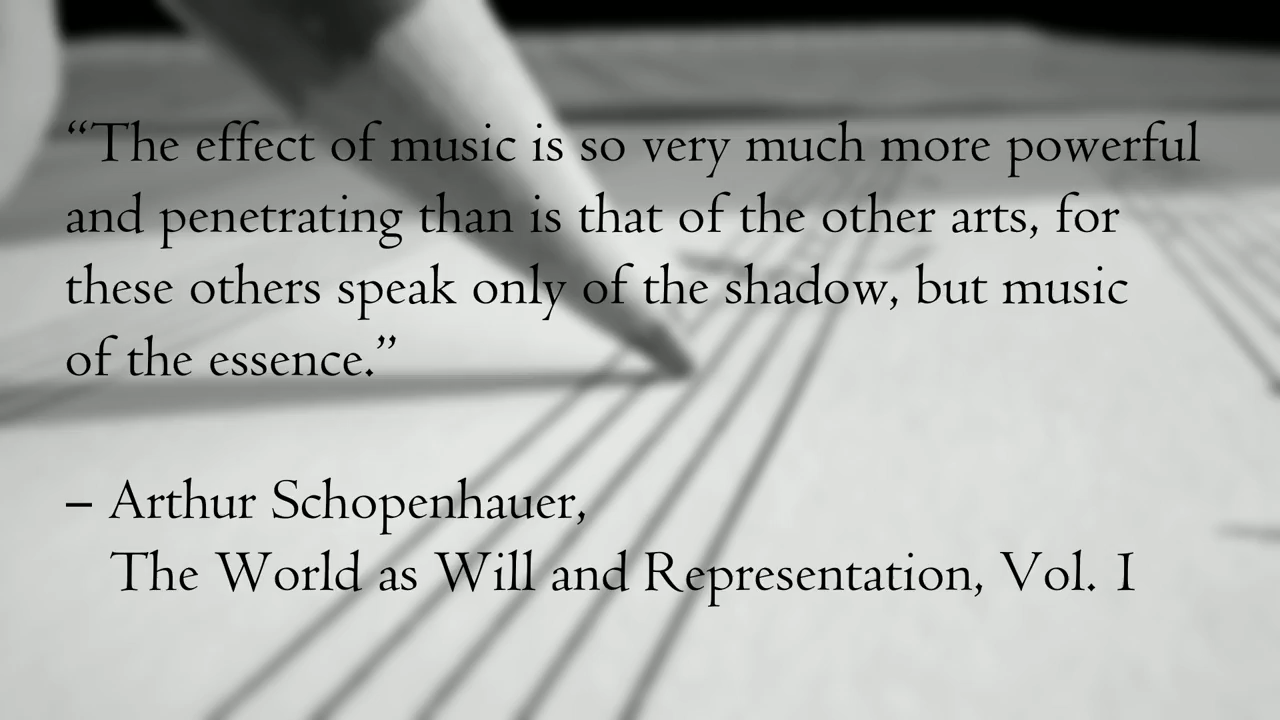 “The effect of music is so very much more powerful
and penetrating than is that of the other arts, for
these others speak only of the shadow, but music
of the essence.”
– Arthur Schopenhauer,
The World as Will and Representation, Vol. I